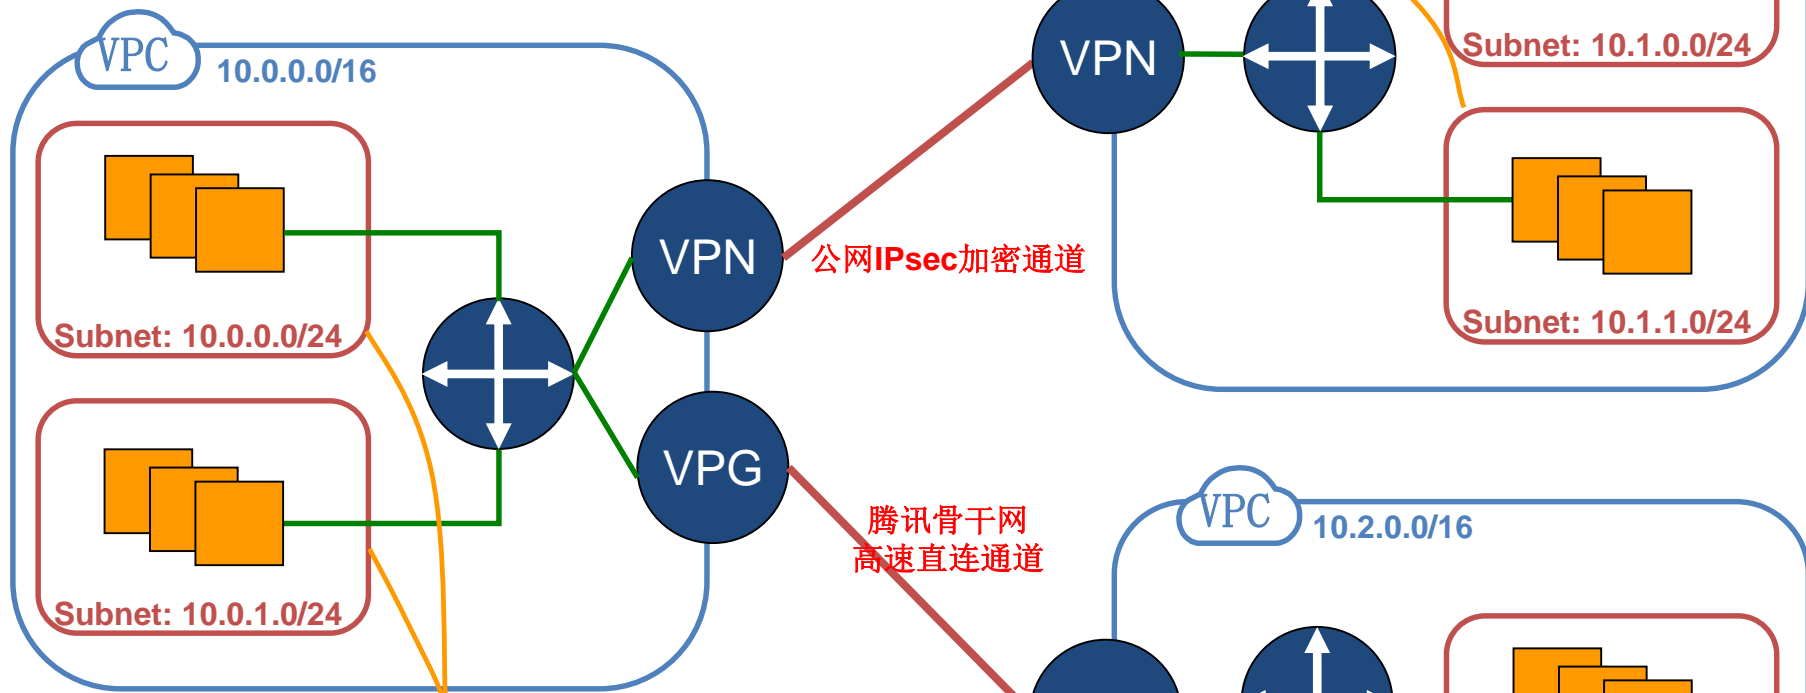 VPC
10.0.0.0/16
Subnet: 10.0.0.0/24
Subnet: 10.0.1.0/24
VPN
VPG
公网IPsec加密通道
腾讯骨干网
高速直连通道
VPN
Subnet: 10.1.0.0/24
Subnet: 10.1.1.0/24
VPC
10.2.0.0/16